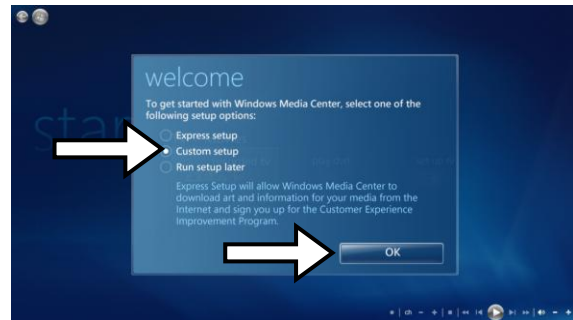 welcome
To get started with Windows Media Center, select one of the
following setup options:
Express setup
Custom setup
Run setup later
Express Setup will allow Windows Media Center to
download art and information for your media from the
Internet and sign you up for the Customer Experience
Improvement Program.
OK
ch